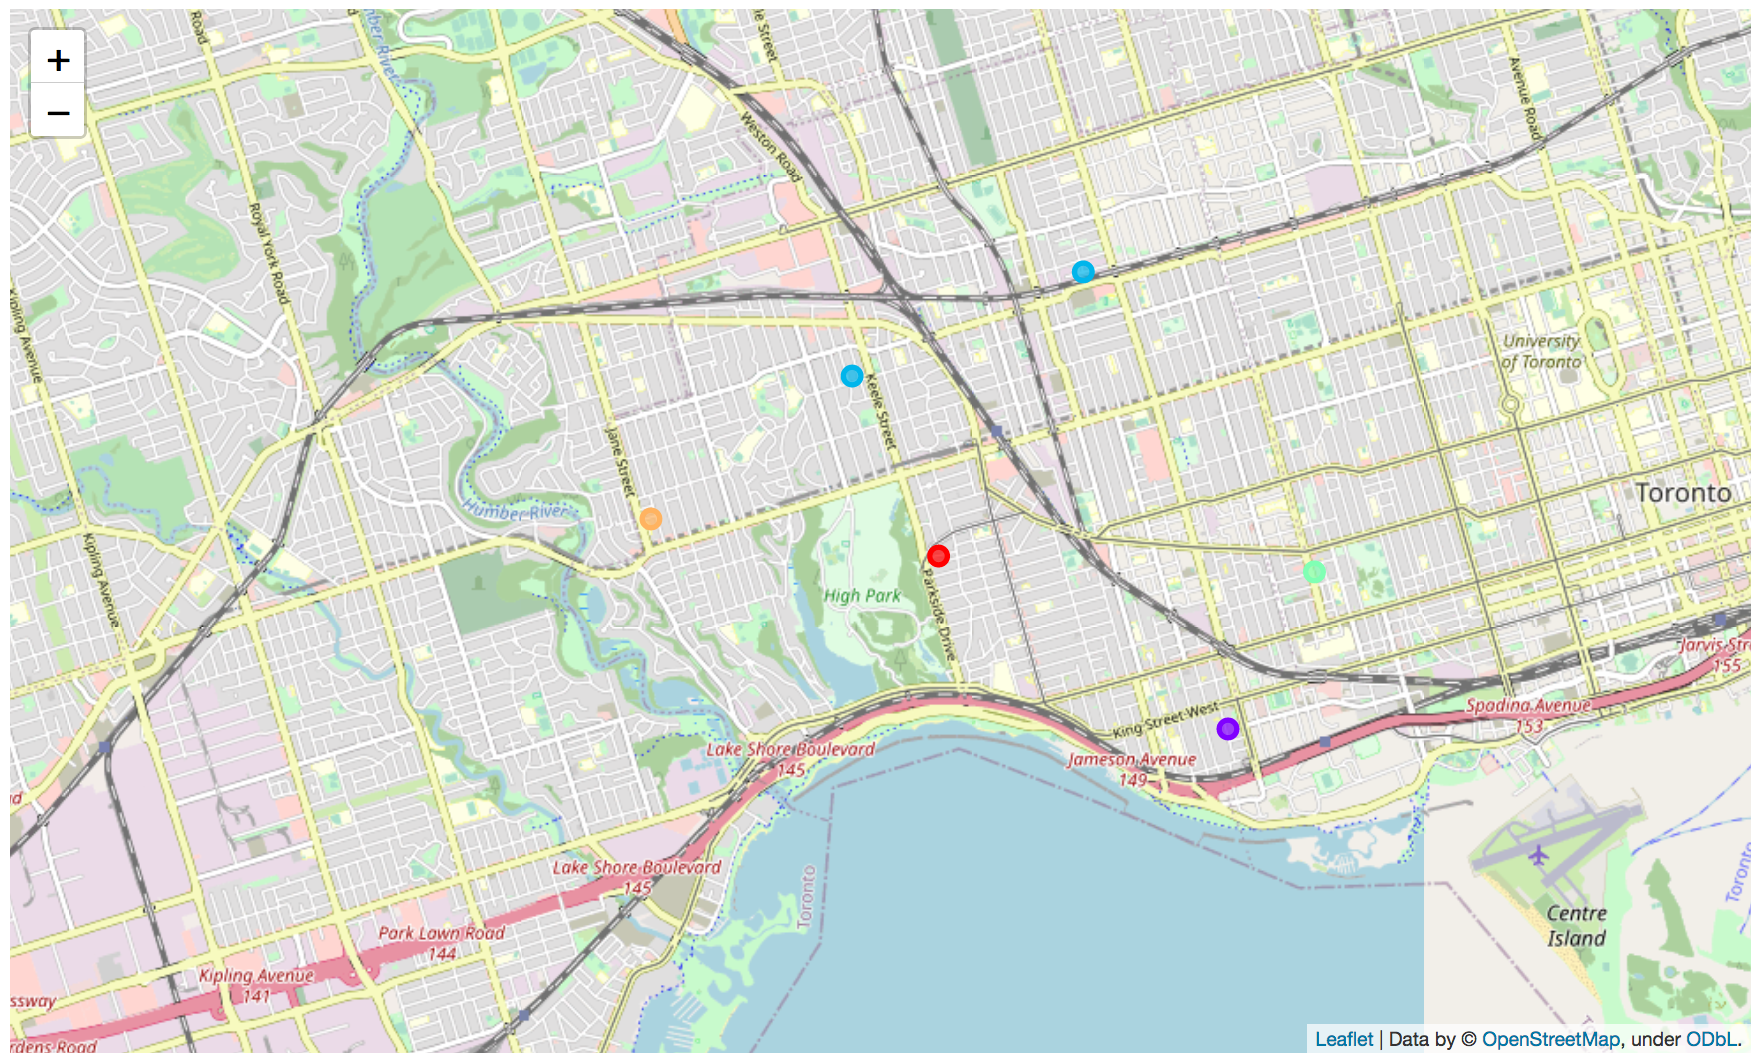 +
−
Road
Humber River
Weston Road
Avenue Road
Royal York Road
Kipling Avenue
University
of Toronto
Keele Street
Jane Street
Toronto
Humber River
Kipling Avenue
High Park
Parkside Drive
Jarvis Str
155
Spadina Avenue
153
King Street West
Lake Shore Boulevard
145
Jameson Avenue
149
Lake Shore Boulevard
145
Toronto
Toronto
Centre
Island
Park Lawn Road
144
Kipling Avenue
141
ssway
rdens Road
Leaflet | Data by © OpenStreetMap, under ODbL.